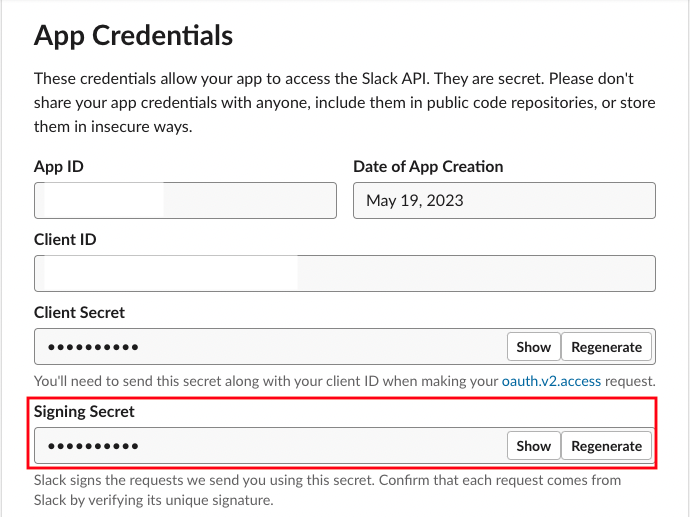 App Credentials
These credentials allow your app to access the Slack API. They are secret. Please don't
share your app credentials with anyone, include them in public code repositories, or store
them in insecure ways.
App ID
Date of App Creation
May 19, 2023
Client ID
Client Secret
•••••••••• Show Regenerate
You'll need to send this secret along with your client ID when making your oauth.v2.access request.
Signing Secret
•••••••••• Show Regenerate
Slack signs the requests we send you using this secret. Confirm that each request comes from
Slack by verifying its unique signature.